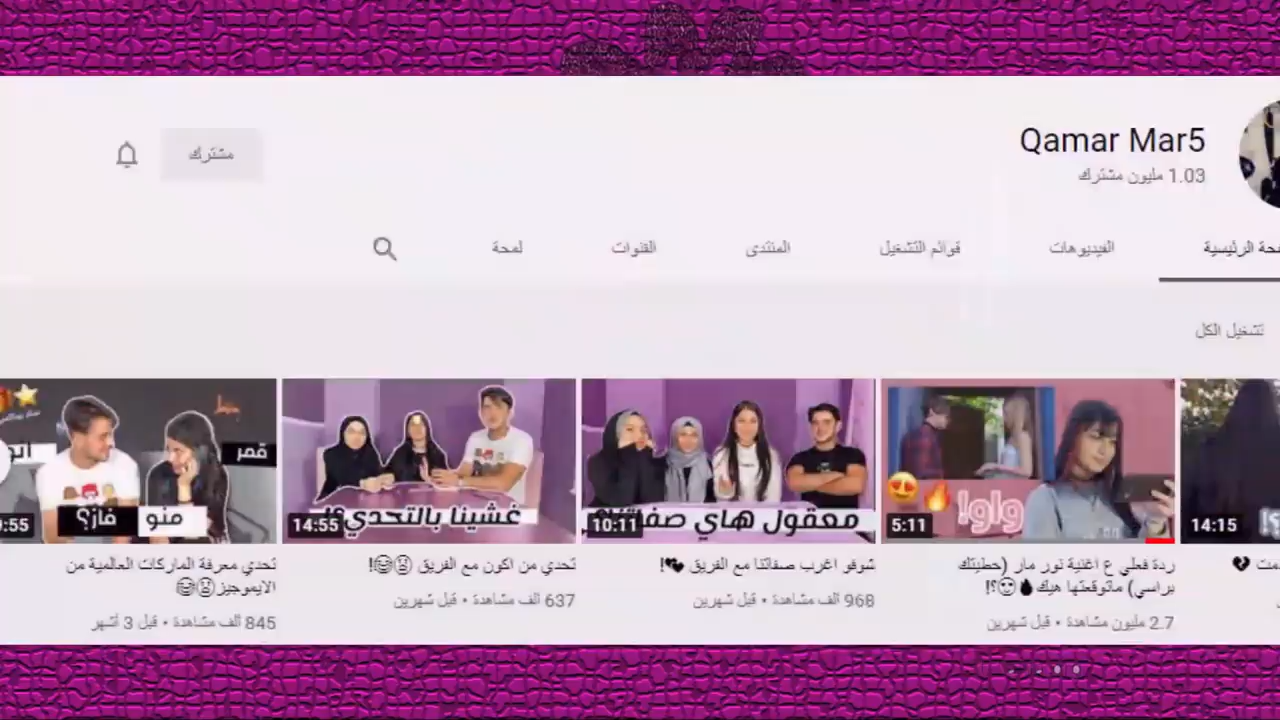 Qamar Mar5
1.03 مليون مشترك
مشترك
الفيديوهات
قوائم التشغيل
المنتدى
القنوات
لمحة
الرئيسية
تشغيل الكل
14:15
واو!
5:11
ردة فعلي ع اغنية نور مار (حطيتك
براسي) ماتوقعتها هيك🔥🙂؟!
2.7 مليون مشاهدة • قبل شهرين
معقول هاي
10:11
شوفو اغرب صفاتنا مع الفريق 💔!
968 ألف مشاهدة • قبل شهرين
غشينا بالتحدي؟!
14:55
تحدي من اكون مع الفريق 😧😅!
637 ألف مشاهدة • قبل شهرين
قمر
منو
فاز؟
9:55
تحدي معرفة الماركات العالمية من
الايموجيز😧😅
845 ألف مشاهدة • قبل 3 أشهر